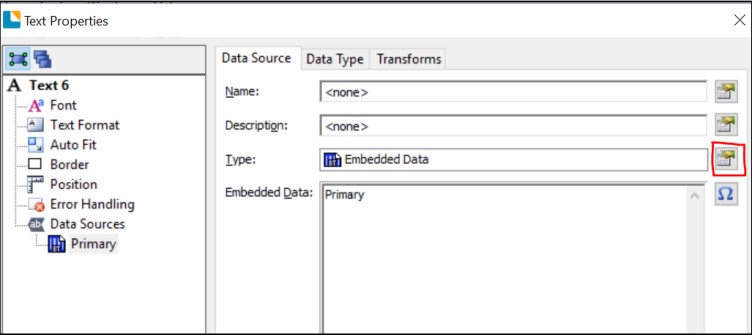 Text Properties
Data Source Data Type Transforms
A Text 6
Font
Text Format
Auto Fit
Border
Position
Error Handling
Data Sources
Primary
Name: <none>
Description: <none>
Type: Embedded Data
Embedded Data: Primary